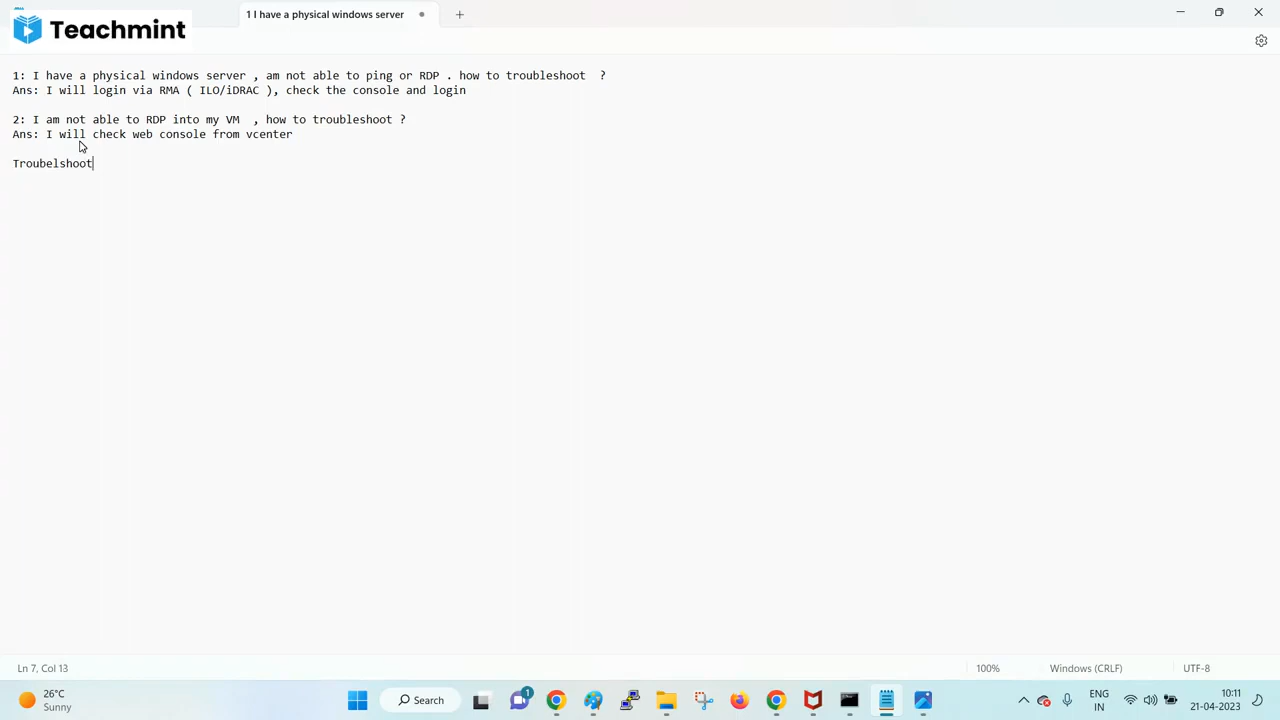 Teachmint
1 I have a physical windows server
1: I have a physical windows server , am not able to ping or RDP . how to troubleshoot  ?
Ans: I will login via RMA ( ILO/iDRAC ), check the console and login
2: I am not able to RDP into my VM  , how to troubleshoot ?
Ans: I will check web console from vcenter
Troubelshoot
Ln 7, Col 13
100%
Windows (CRLF)
UTF-8
26°C
Sunny
Search
1
ENG
IN
10:11
21-04-2023